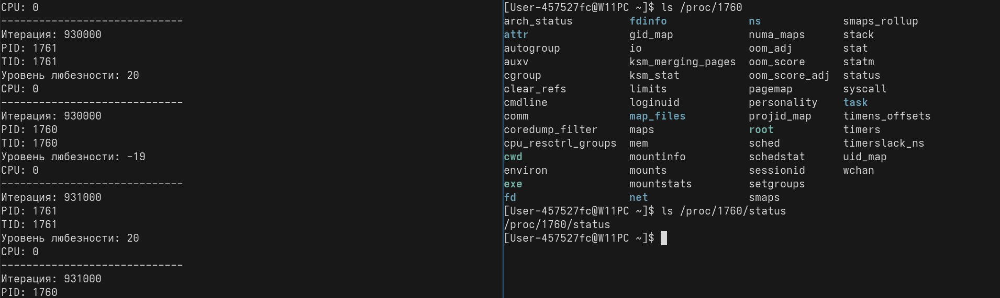 CPU: 0
-----------------------------
Итерация: 930000
PID: 1761
TID: 1761
Уровень любезности: 20
CPU: 0
-----------------------------
Итерация: 930000
PID: 1760
TID: 1760
Уровень любезности: -19
CPU: 0
-----------------------------
Итерация: 931000
PID: 1761
TID: 1761
Уровень любезности: 20
CPU: 0
-----------------------------
Итерация: 931000
PID: 1760
[User-457527fc@W11PC ~]$ ls /proc/1760
arch_status fdinfo ns smaps_rollup
attr gid_map numa_maps stack
autogroup io oom_adj stat
auxv ksm_merging_pages oom_score statm
cgroup ksm_stat oom_score_adj status
clear_refs limits pagemap syscall
cmdline loginuid personality task
comm map_files projid_map timens_offsets
coredump_filter maps root timers
cpu_resctrl_groups mem sched timerslack_ns
cwd mountinfo schedstat uid_map
environ mounts sessionid wchan
exe mountstats setgroups
fd net smaps
[User-457527fc@W11PC ~]$ ls /proc/1760/status
/proc/1760/status
[User-457527fc@W11PC ~]$